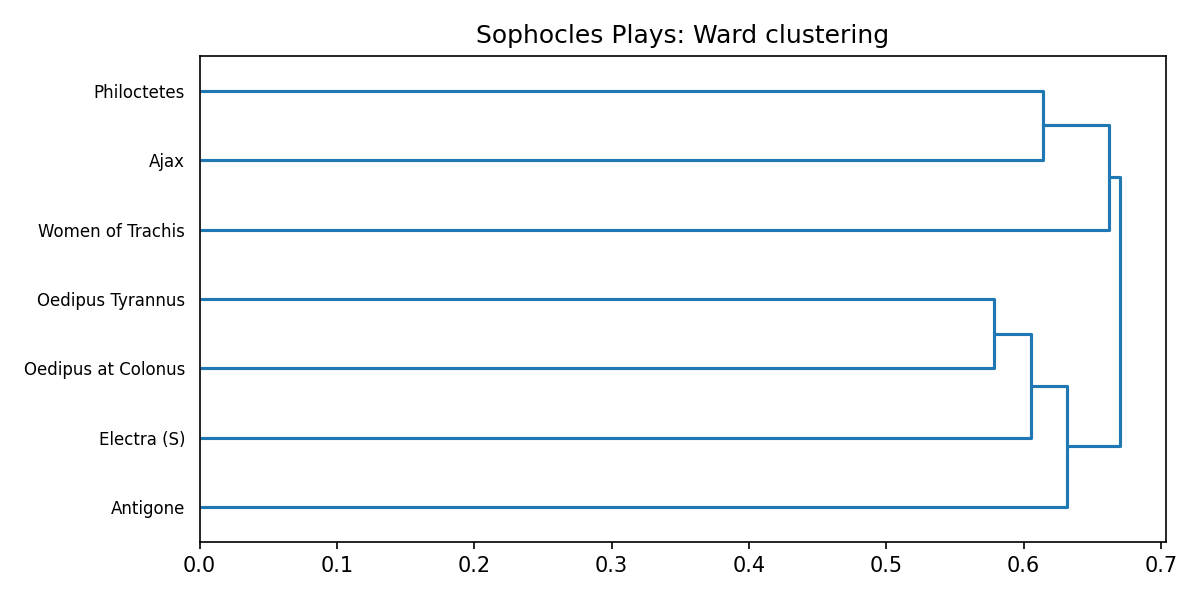 Sophocles Plays: Ward clustering
Philoctetes
Ajax
Women of Trachis
Oedipus Tyrannus
Oedipus at Colonus
Electra (S)
Antigone
0.0 0.1 0.2 0.3 0.4 0.5 0.6 0.7